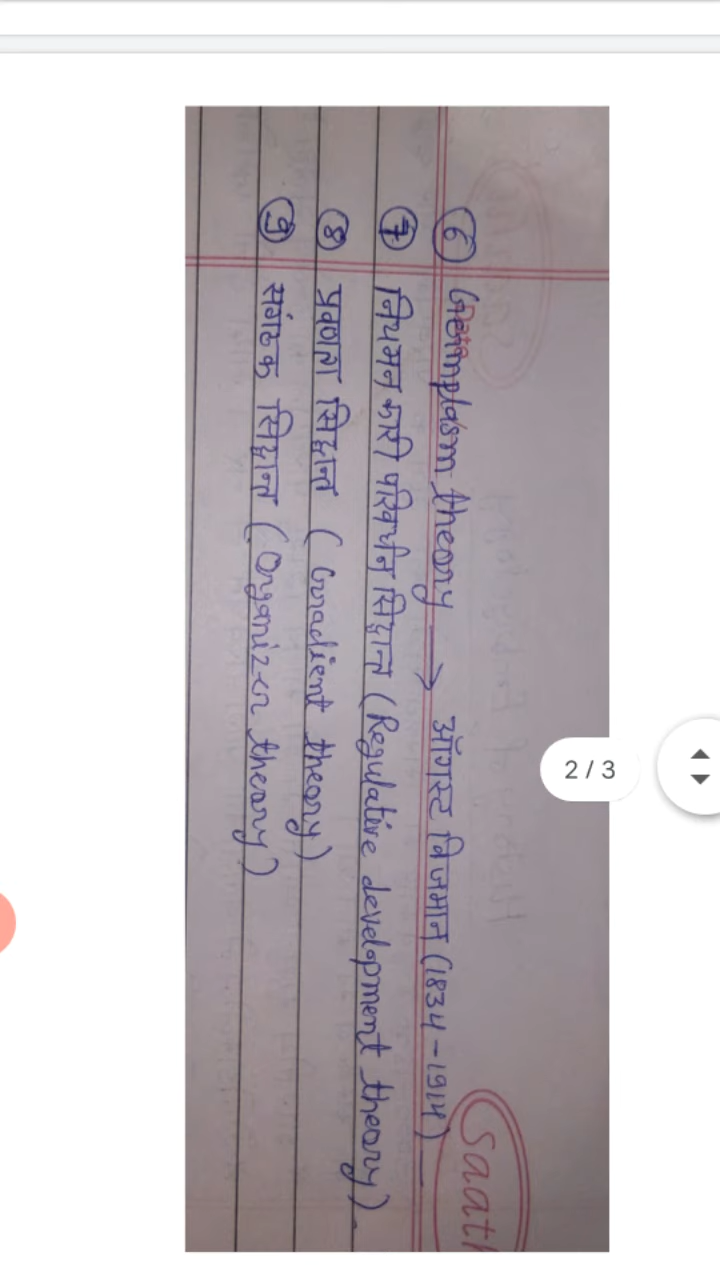 Saath
⑥ Germplasm theory → ऑगस्ट विजमान (1834-1914) —
⑦ नियमन कारी परिवर्धन सिद्धान्त (Regulative development theory).
⑧ प्रवणता सिद्धान्त (Gradient theory)
⑨ संगठक सिद्धान्त (Organizer theory)
2 / 3